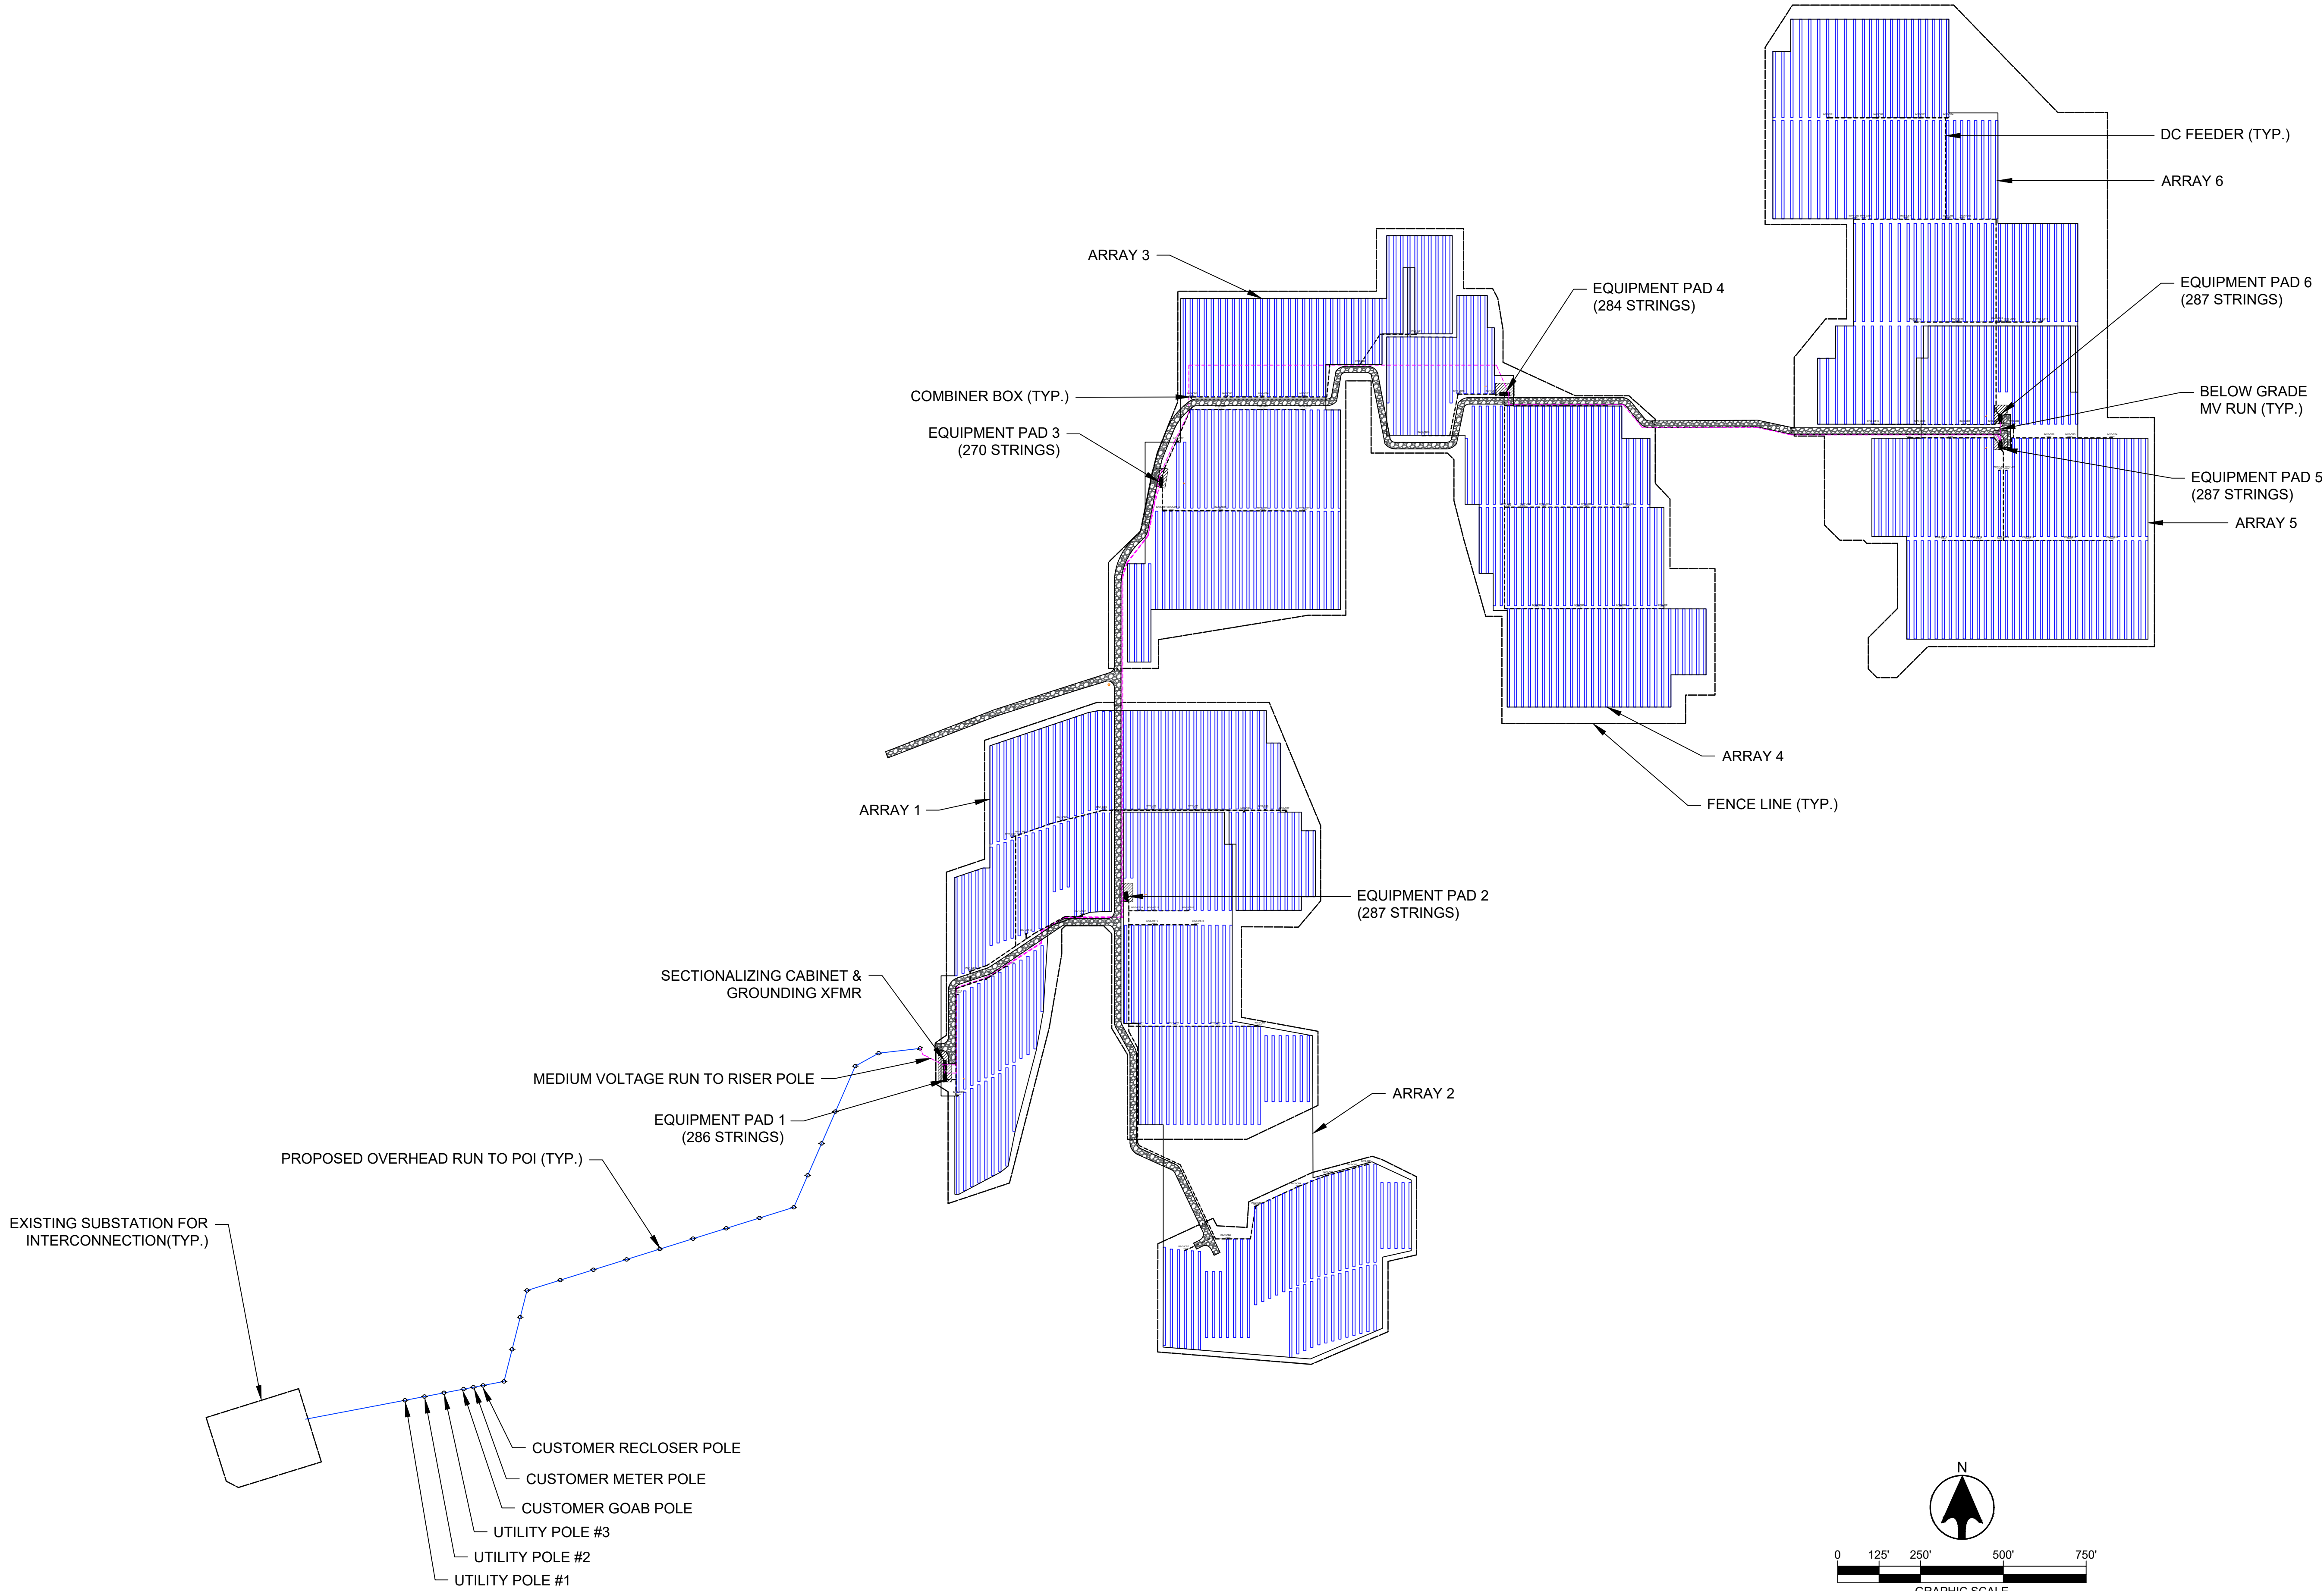 DC FEEDER (TYP.)
ARRAY 6
ARRAY 3
EQUIPMENT PAD 4
(284 STRINGS)
EQUIPMENT PAD 6
(287 STRINGS)
COMBINER BOX (TYP.)
BELOW GRADE
MV RUN (TYP.)
EQUIPMENT PAD 3
(270 STRINGS)
EQUIPMENT PAD 5
(287 STRINGS)
ARRAY 5
ARRAY 4
FENCE LINE (TYP.)
ARRAY 1
EQUIPMENT PAD 2
(287 STRINGS)
SECTIONALIZING CABINET &
GROUNDING XFMR
MEDIUM VOLTAGE RUN TO RISER POLE
ARRAY 2
EQUIPMENT PAD 1
(286 STRINGS)
PROPOSED OVERHEAD RUN TO POI (TYP.)
EXISTING SUBSTATION FOR
INTERCONNECTION(TYP.)
CUSTOMER RECLOSER POLE
CUSTOMER METER POLE
CUSTOMER GOAB POLE
UTILITY POLE #3
UTILITY POLE #2
UTILITY POLE #1
N
0 125' 250' 500' 750'
GRAPHIC SCALE